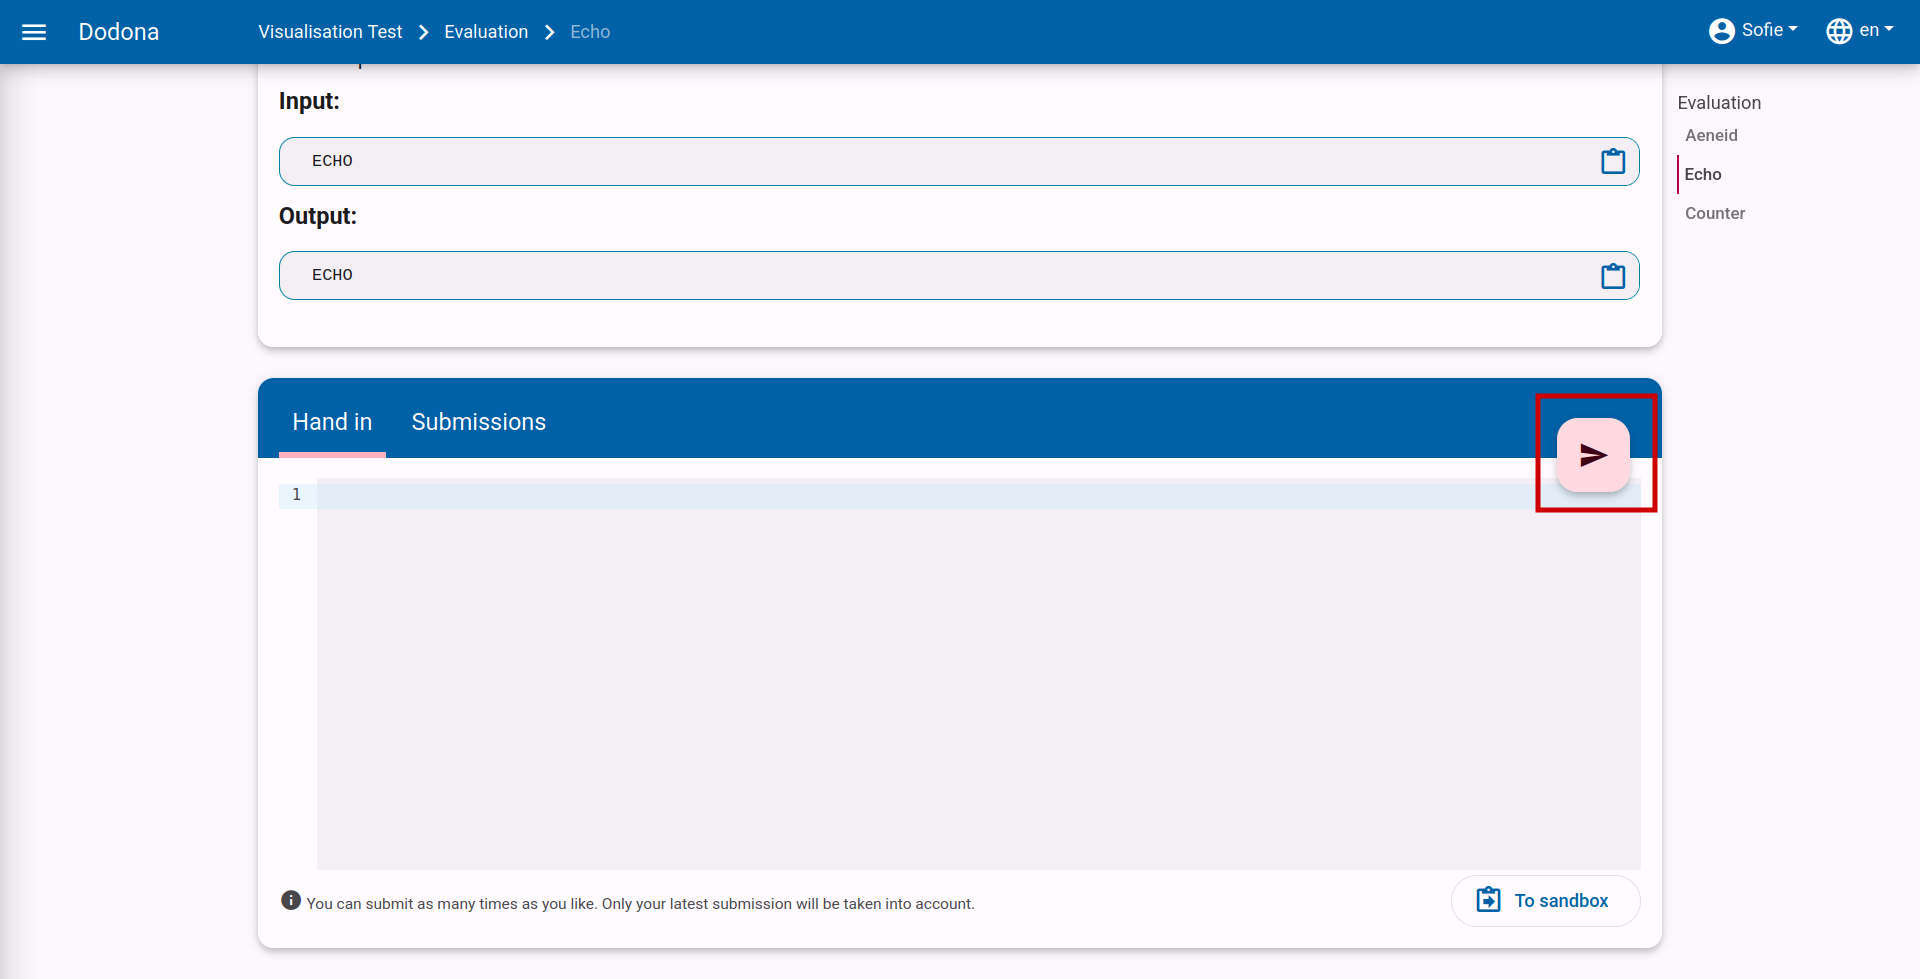 Dodona
Visualisation Test
Evaluation
Echo
Sofie
en
Input:
ECHO
Output:
ECHO
Evaluation
Aeneid
Echo
Counter
Hand in
Submissions
1
You can submit as many times as you like. Only your latest submission will be taken into account.
To sandbox